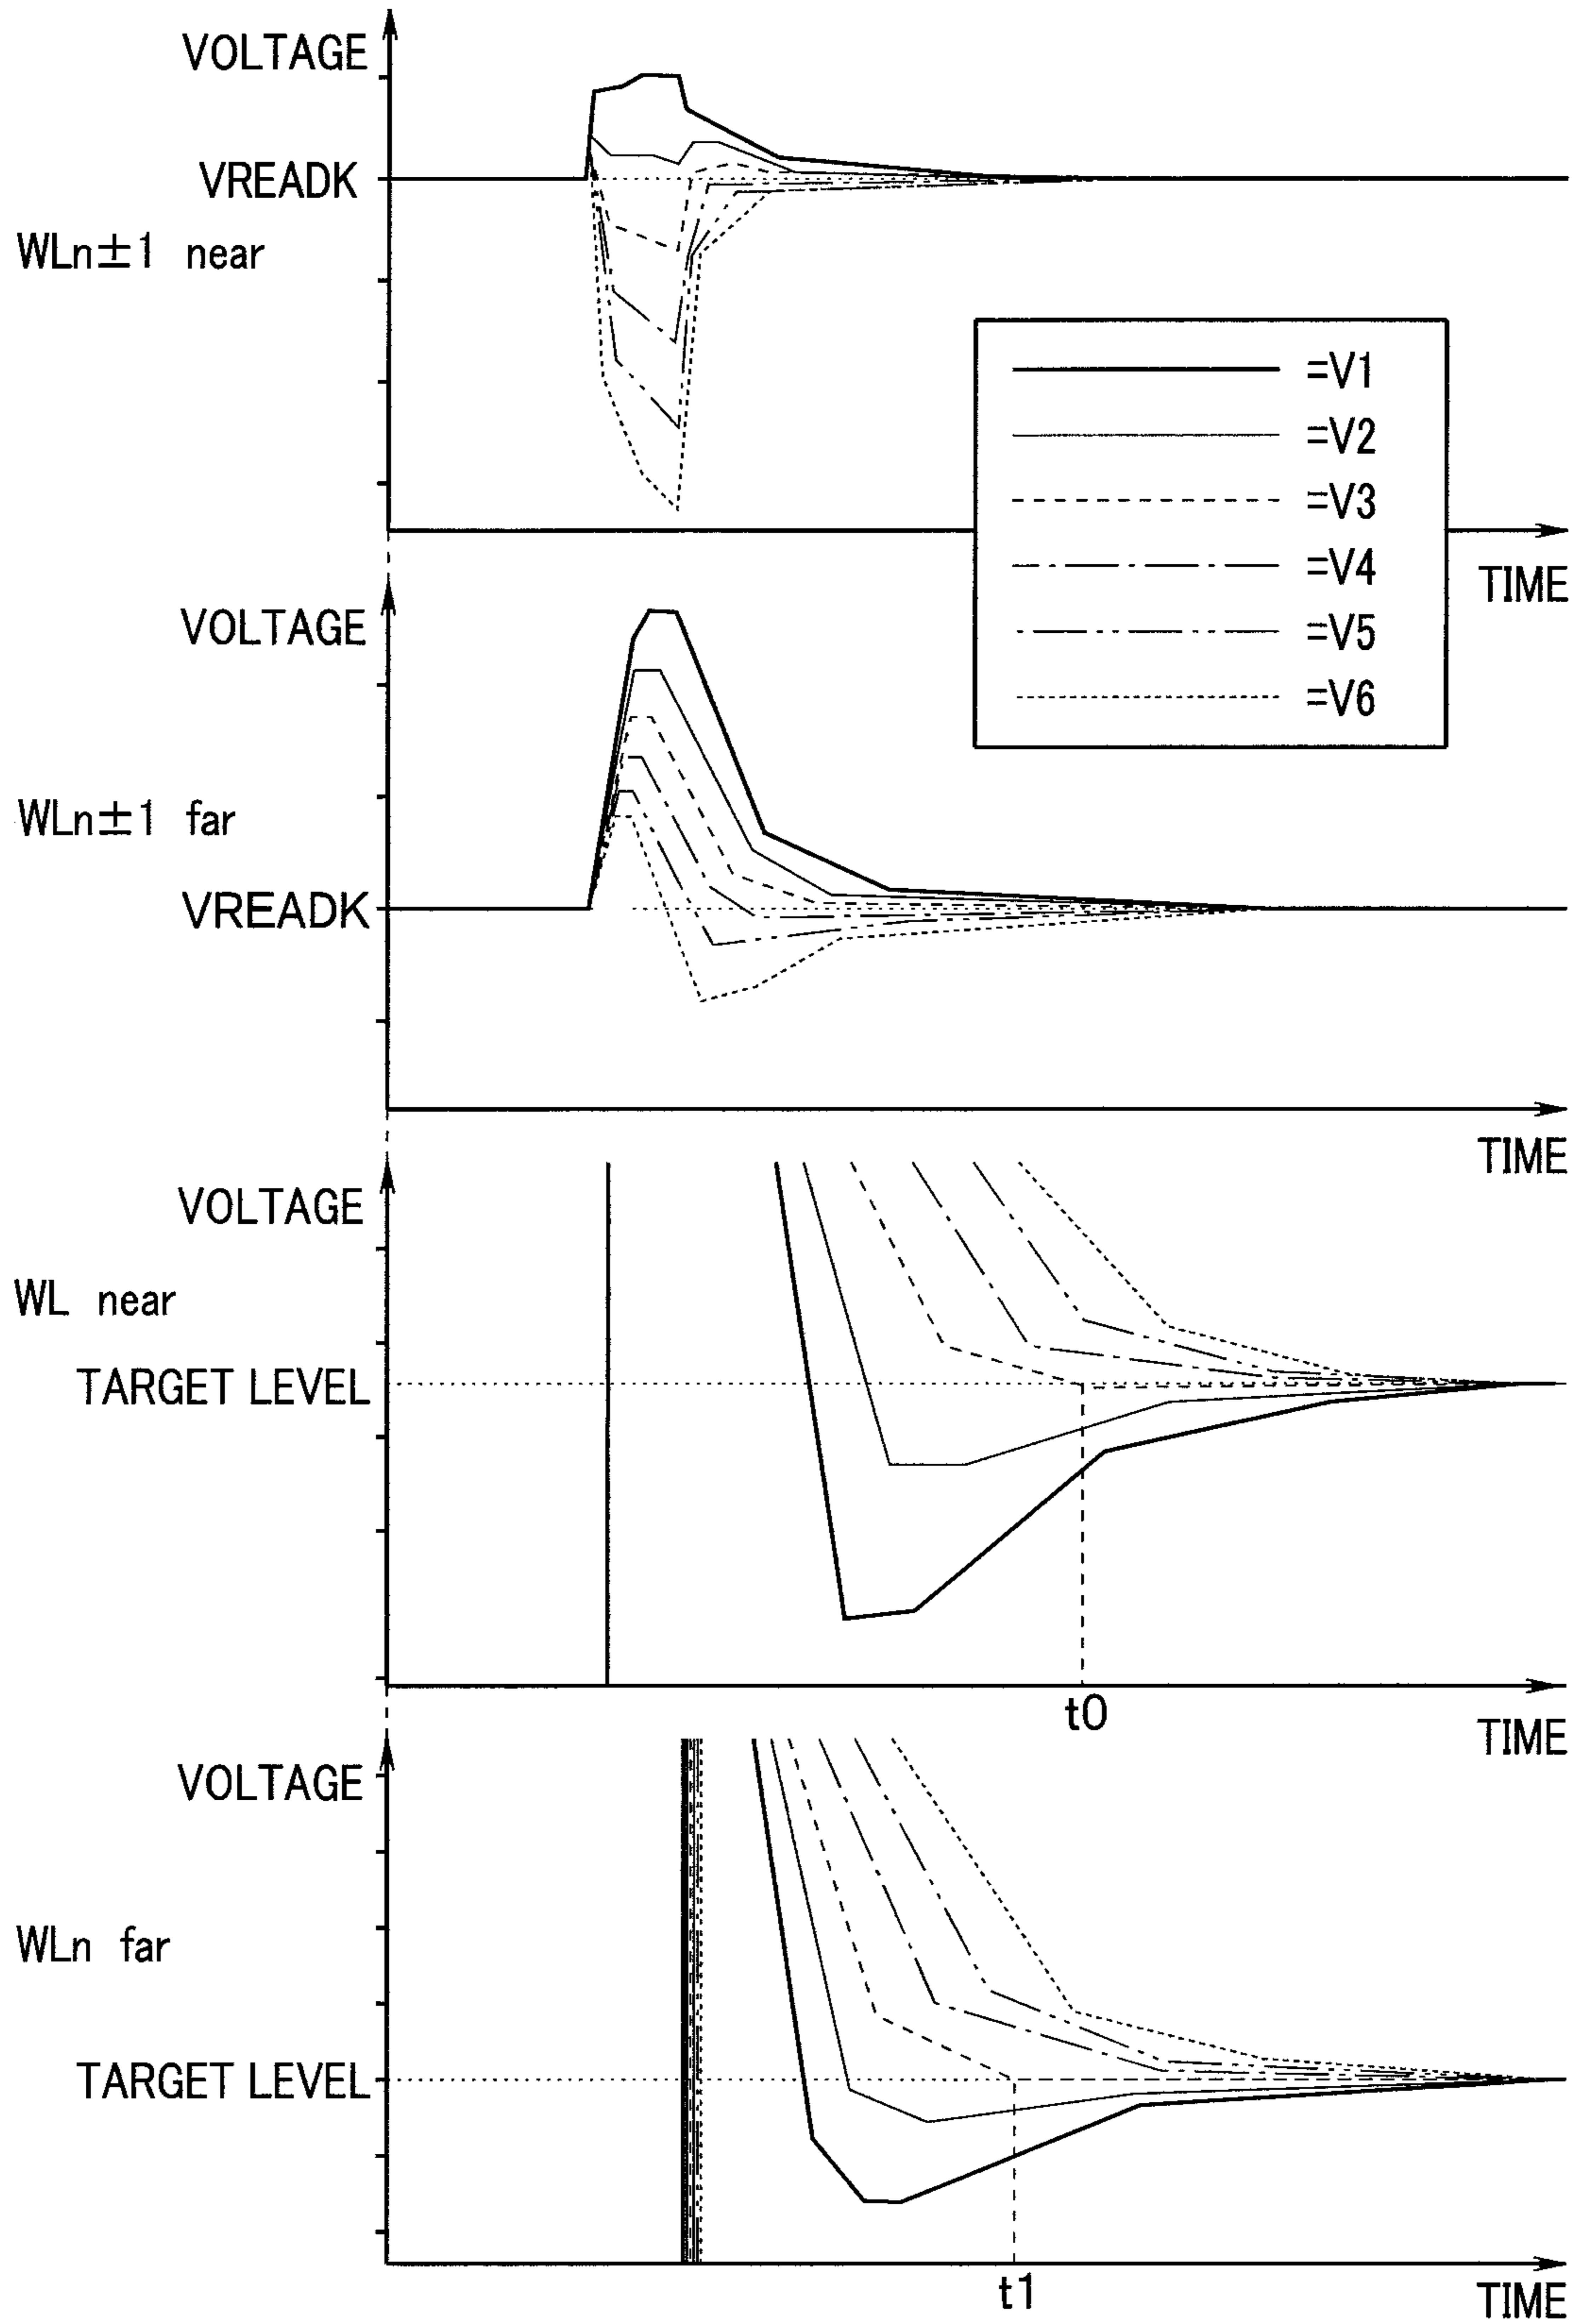 VOLTAGE
VREADK
WLn±1 near
=V1
=V2
=V3
=V4
=V5
=V6
TIME
VOLTAGE
WLn±1 far
VREADK
TIME
VOLTAGE
WL near
TARGET LEVEL
t0
TIME
VOLTAGE
WLn far
TARGET LEVEL
t1
TIME